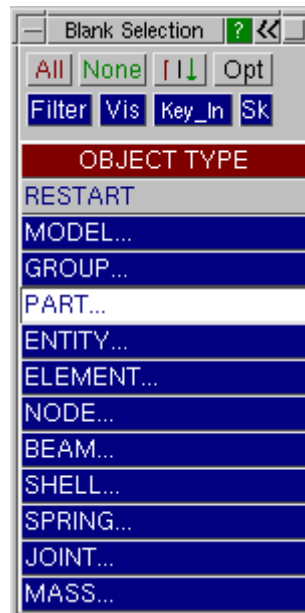 Blank Selection ?
All None Opt
Filter Vis Key_In Sk
OBJECT TYPE
RESTART
MODEL...
GROUP...
PART...
ENTITY...
ELEMENT...
NODE...
BEAM...
SHELL...
SPRING...
JOINT...
MASS...